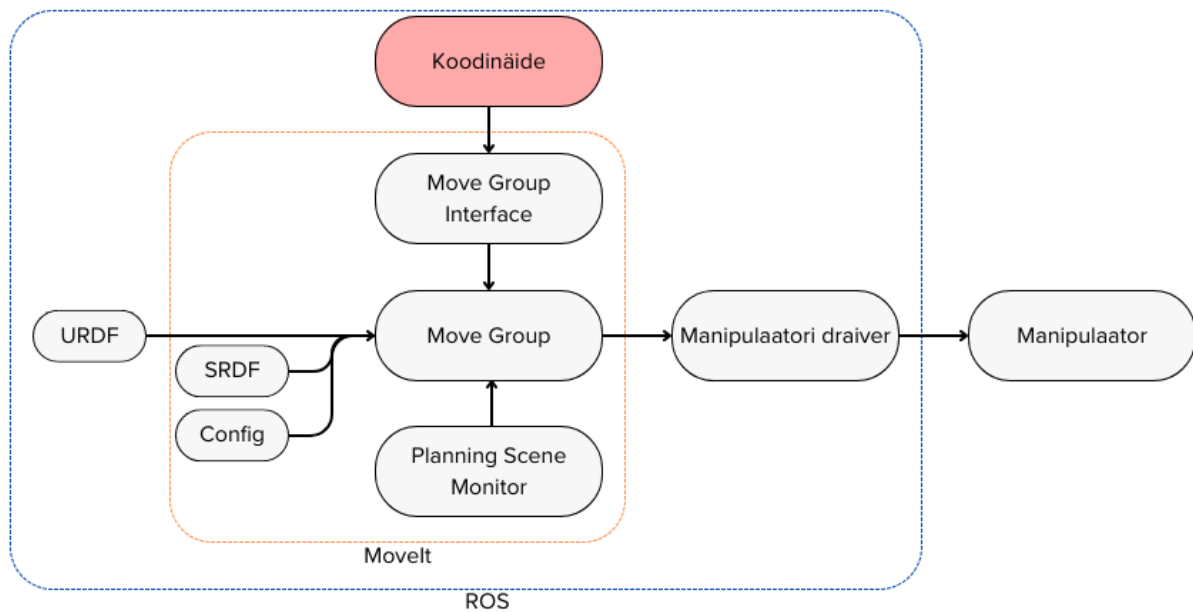 Koodinäide
Move Group
Interface
URDF
Move Group
Manipulaatori draiver
Manipulaator
SRDF
Config
Planning Scene
Monitor
MoveIt
ROS